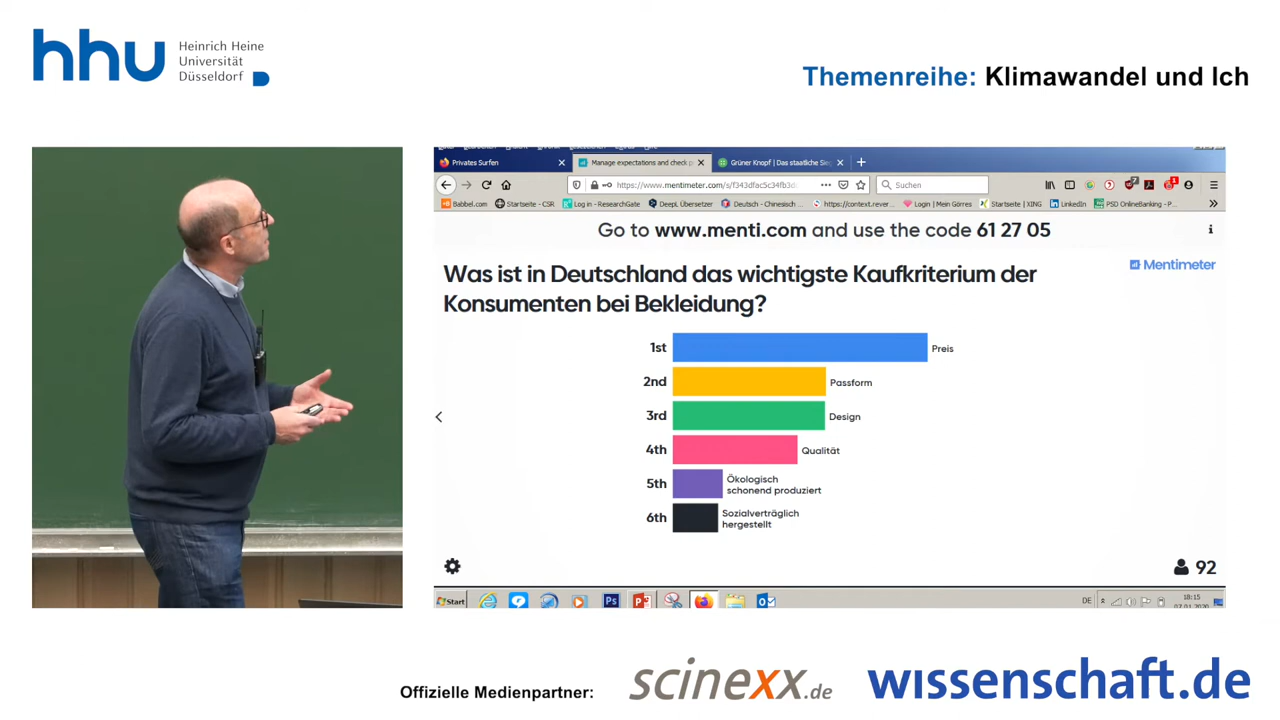 hhu
Heinrich Heine
Universität
Düsseldorf
Themenreihe: Klimawandel und Ich
Privates Surfen
Manage expectations and check p
Grüner Knopf | Das staatliche Sieg
https://www.mentimeter.com/s/f343dfac5c34fb3d
Suchen
Babbel.com
Startseite - CSR
Log in - ResearchGate
DeepL Übersetzer
Deutsch - Chinesisch ...
https://context.rever...
Login | Mein Görres
Startseite | XING
LinkedIn
PSD OnlineBanking - P...
Go to www.menti.com and use the code 61 27 05
Mentimeter
Was ist in Deutschland das wichtigste Kaufkriterium der
Konsumenten bei Bekleidung?
1st Preis
2nd Passform
3rd Design
4th Qualität
5th Ökologisch
schonend produziert
6th Sozialverträglich
hergestellt
92
Start
DE
18:15
07.01.2020
Offizielle Medienpartner:
scinexx.de
wissenschaft.de